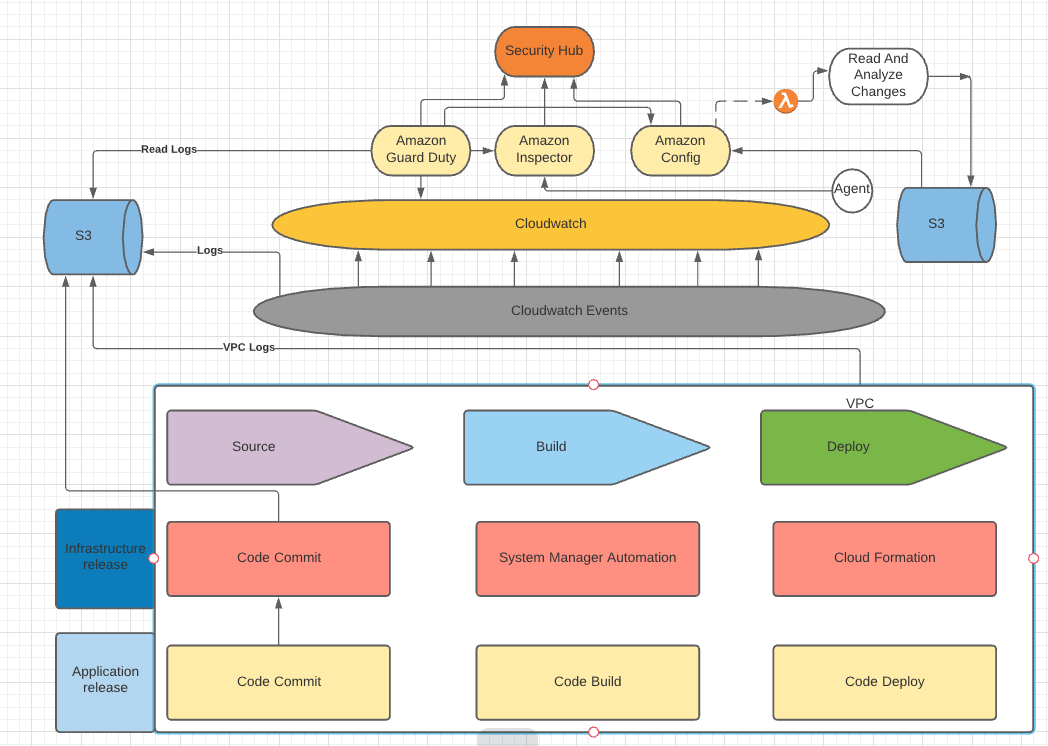 Security Hub
Read And
Analyze
Changes
λ
Amazon
Guard Duty
Amazon
Inspector
Amazon
Config
Read Logs
Agent
S3
Cloudwatch
S3
Logs
Cloudwatch Events
VPC Logs
VPC
Source
Build
Deploy
Infrastructure
release
Code Commit
System Manager Automation
Cloud Formation
Application
release
Code Commit
Code Build
Code Deploy